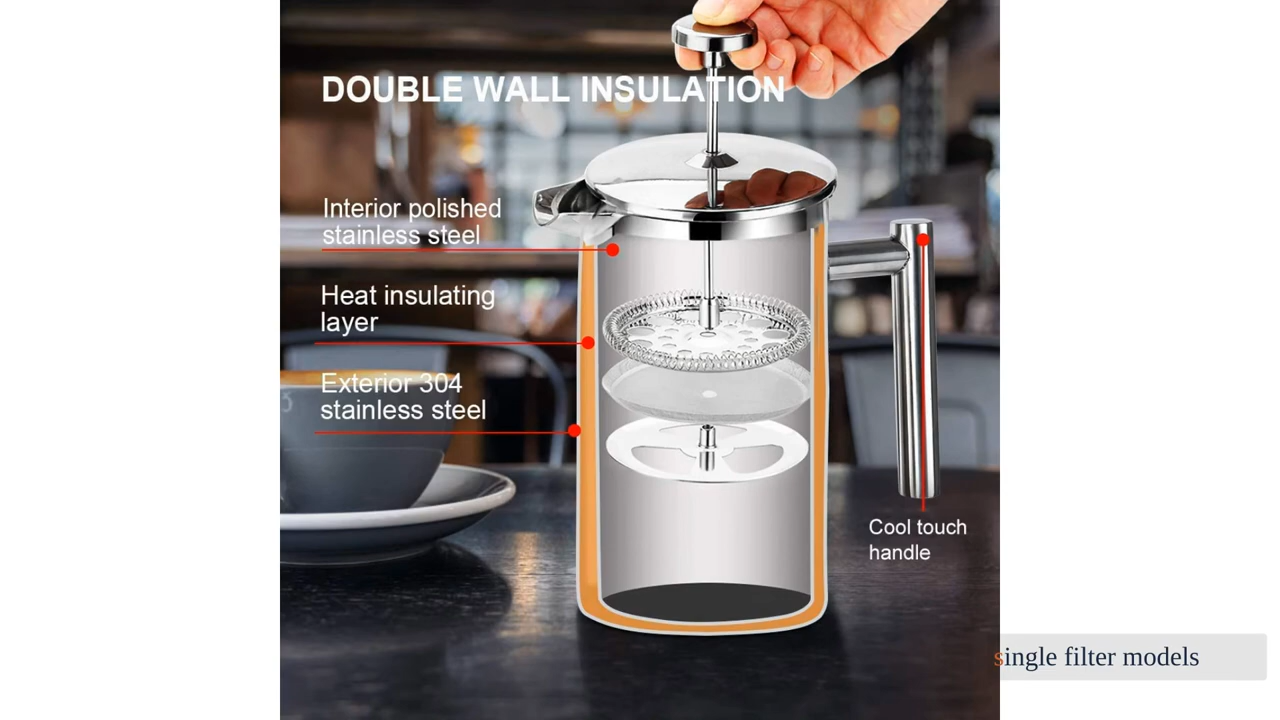 DOUBLE WALL INSULATION
Interior polished
stainless steel
Heat insulating
layer
Exterior 304
stainless steel
Cool touch
handle
single filter models